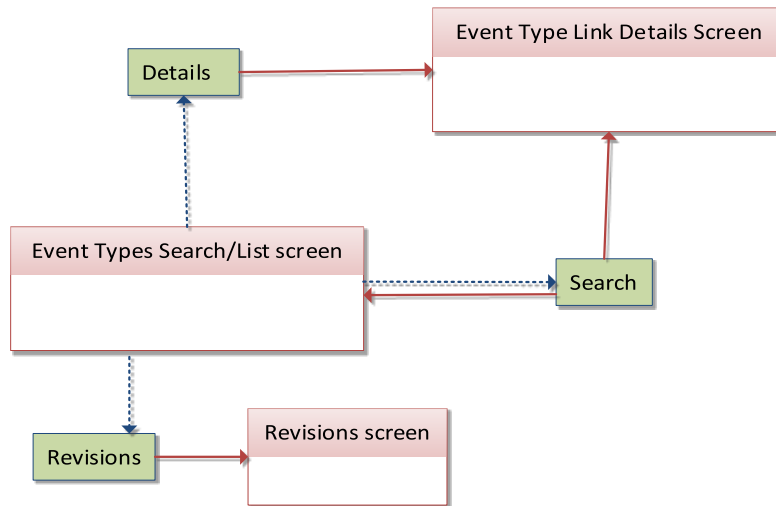 Event Type Link Details Screen
Details
Event Types Search/List screen
Search
Revisions screen
Revisions